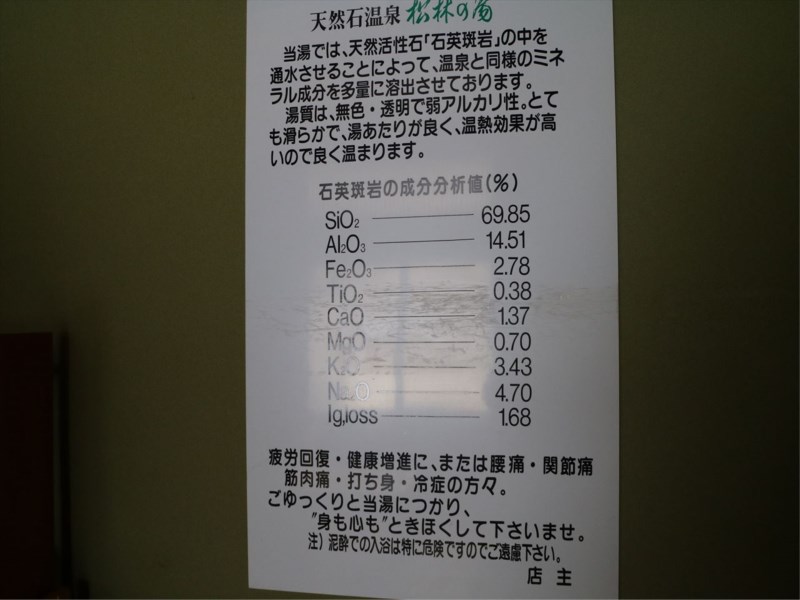 天然石温泉 松林の湯
当湯では、天然活性石「石英斑岩」の中を
通水させることによって、温泉と同様のミネ
ラル成分を多量に溶出させております。
湯質は、無色・透明で弱アルカリ性。とて
も滑らかで、湯あたりが良く、温熱効果が高
いので良く温まります。
石英斑岩の成分分析値(%)
SiO₂ 69.85
Al₂O₃ 14.51
Fe₂O₃ 2.78
TiO₂ 0.38
CaO 1.37
MgO 0.70
K₂O 3.43
Na₂O 4.70
Ig,loss 1.68
疲労回復・健康増進に、または腰痛・関節痛
筋肉痛・打ち身・冷症の方々。
ごゆっくりと当湯につかり、
"身も心も"ときほぐして下さいませ。
注）泥酔での入浴は特に危険ですのでご遠慮下さい。
店 主